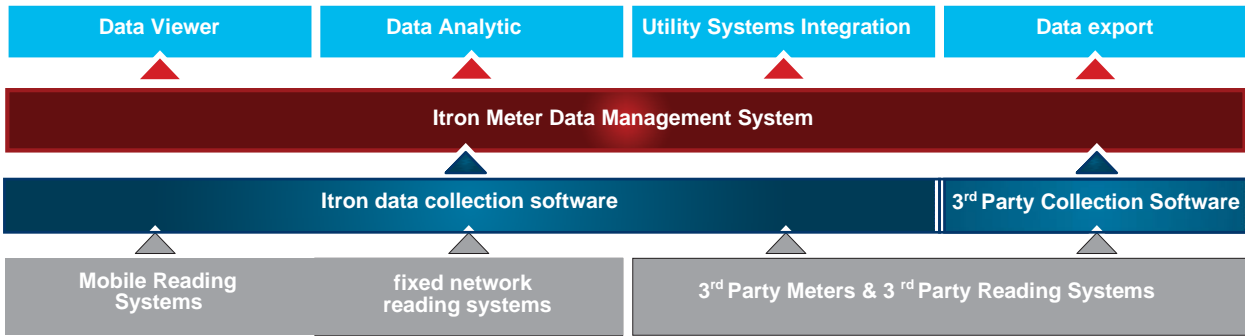 Data Viewer
Data Analytic
Utility Systems Integration
Data export
Itron Meter Data Management System
Itron data collection software
3rd Party Collection Software
Mobile Reading
Systems
fixed network
reading systems
3rd Party Meters & 3 rd Party Reading Systems